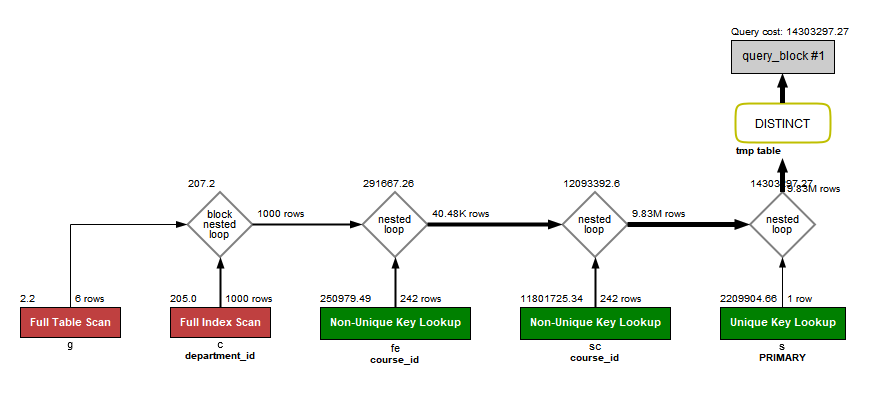 Query cost: 14303297.27
query_block #1
DISTINCT
tmp table
207.2
291667.26
12093392.6
14303297.27
9.83M rows
block
nested
loop
1000 rows
nested
loop
40.48K rows
nested
loop
9.83M rows
nested
loop
2.2 6 rows
205.0 1000 rows
250979.49 242 rows
11801725.34 242 rows
2209904.66 1 row
Full Table Scan
Full Index Scan
Non-Unique Key Lookup
Non-Unique Key Lookup
Unique Key Lookup
g
c
department_id
fe
course_id
sc
course_id
s
PRIMARY